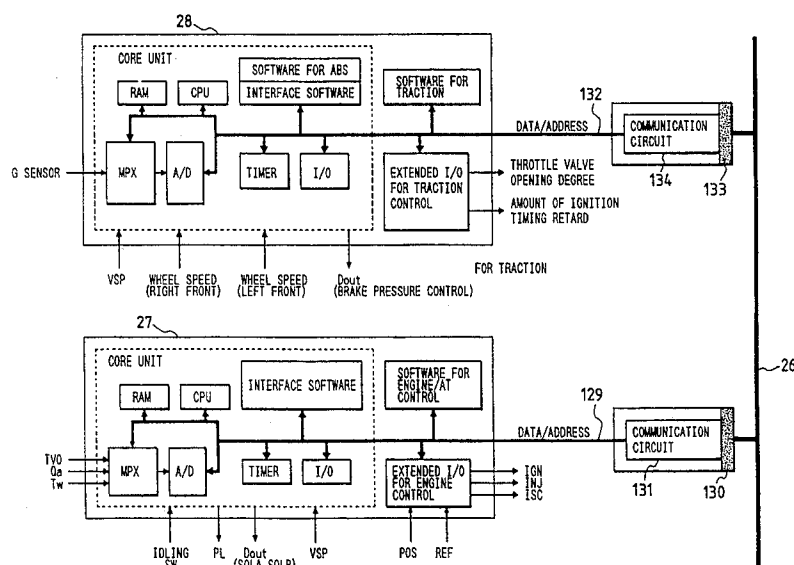 28
CORE UNIT
RAM
CPU
SOFTWARE FOR ABS
INTERFACE SOFTWARE
SOFTWARE FOR
TRACTION
132
DATA/ADDRESS
COMMUNICATION
CIRCUIT
134
133
G SENSOR
MPX
A/D
TIMER
I/O
EXTENDED I/O
FOR TRACTION
CONTROL
THROTTLE VALVE
OPENING DEGREE
AMOUNT OF IGNITION
TIMING RETARD
VSP
WHEEL SPEED
(RIGHT FRONT)
WHEEL SPEED
(LEFT FRONT)
Dout
(BRAKE PRESSURE CONTROL)
FOR TRACTION
27
CORE UNIT
RAM
CPU
INTERFACE SOFTWARE
SOFTWARE FOR
ENGINE/AT
CONTROL
129
DATA/ADDRESS
COMMUNICATION
CIRCUIT
131
130
26
TVO
Qa
Tw
MPX
A/D
TIMER
I/O
EXTENDED I/O
FOR ENGINE
CONTROL
IGN
INJ
ISC
IDLING
SW
PL
Dout
(SOLA,SOLB)
VSP
POS
REF